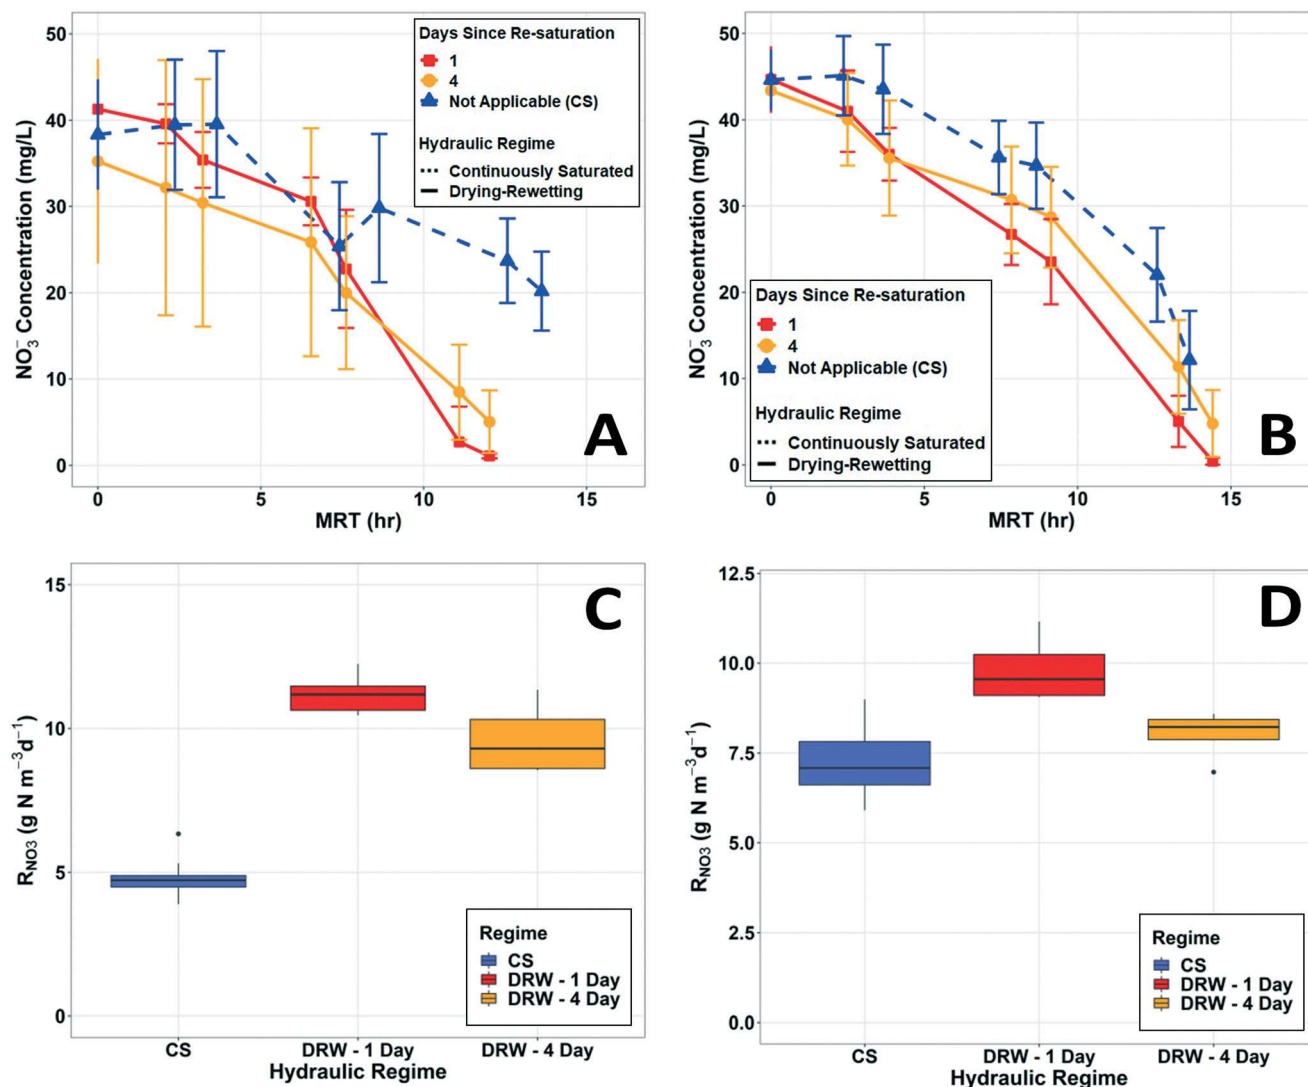 50
40
30
20
10
0
NO₃⁻ Concentration (mg/L)
Days Since Re-saturation
1
4
Not Applicable (CS)
Hydraulic Regime
Continuously Saturated
Drying-Rewetting
A
0
5
10
15
MRT (hr)
50
40
30
20
10
0
NO₃⁻ Concentration (mg/L)
Days Since Re-saturation
1
4
Not Applicable (CS)
Hydraulic Regime
Continuously Saturated
Drying-Rewetting
B
0
5
10
15
MRT (hr)
15
10
5
0
R_NO3 (g N m⁻³d⁻¹)
C
Regime
CS
DRW - 1 Day
DRW - 4 Day
CS
DRW - 1 Day
DRW - 4 Day
Hydraulic Regime
12.5
10.0
7.5
5.0
2.5
0.0
R_NO3 (g N m⁻³d⁻¹)
D
Regime
CS
DRW - 1 Day
DRW - 4 Day
CS
DRW - 1 Day
DRW - 4 Day
Hydraulic Regime